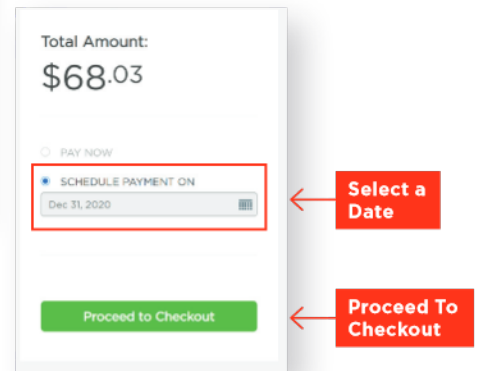 Total Amount:
$68.03
PAY NOW
SCHEDULE PAYMENT ON
Dec 31, 2020
Select a
Date
Proceed to Checkout
Proceed To
Checkout